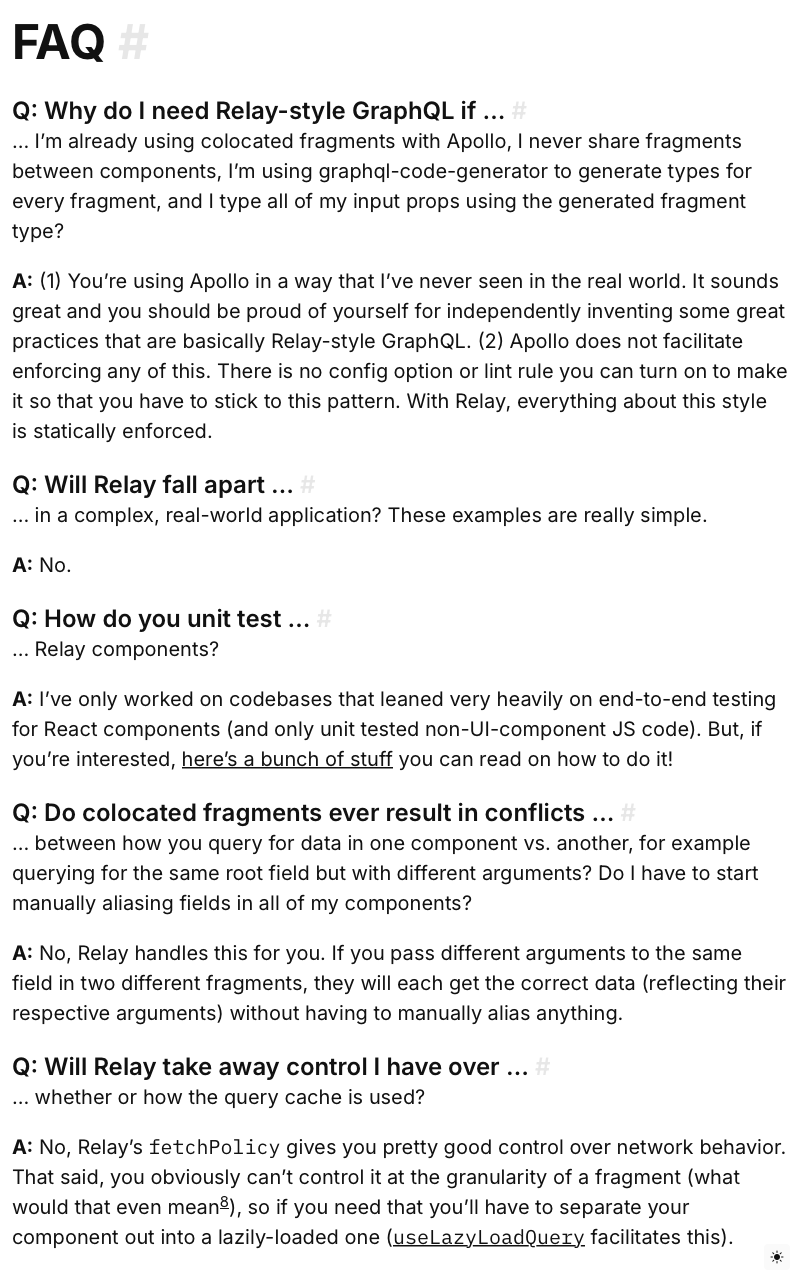 FAQ #
Q: Why do I need Relay-style GraphQL if … #
… I’m already using colocated fragments with Apollo, I never share fragments
between components, I’m using graphql-code-generator to generate types for
every fragment, and I type all of my input props using the generated fragment
type?
A: (1) You’re using Apollo in a way that I’ve never seen in the real world. It sounds
great and you should be proud of yourself for independently inventing some great
practices that are basically Relay-style GraphQL. (2) Apollo does not facilitate
enforcing any of this. There is no config option or lint rule you can turn on to make
it so that you have to stick to this pattern. With Relay, everything about this style
is statically enforced.
Q: Will Relay fall apart … #
… in a complex, real-world application? These examples are really simple.
A: No.
Q: How do you unit test … #
… Relay components?
A: I’ve only worked on codebases that leaned very heavily on end-to-end testing
for React components (and only unit tested non-UI-component JS code). But, if
you’re interested, here’s a bunch of stuff you can read on how to do it!
Q: Do colocated fragments ever result in conflicts … #
… between how you query for data in one component vs. another, for example
querying for the same root field but with different arguments? Do I have to start
manually aliasing fields in all of my components?
A: No, Relay handles this for you. If you pass different arguments to the same
field in two different fragments, they will each get the correct data (reflecting their
respective arguments) without having to manually alias anything.
Q: Will Relay take away control I have over … #
… whether or how the query cache is used?
A: No, Relay’s fetchPolicy gives you pretty good control over network behavior.
That said, you obviously can’t control it at the granularity of a fragment (what
would that even mean8), so if you need that you’ll have to separate your
component out into a lazily-loaded one (useLazyLoadQuery facilitates this).